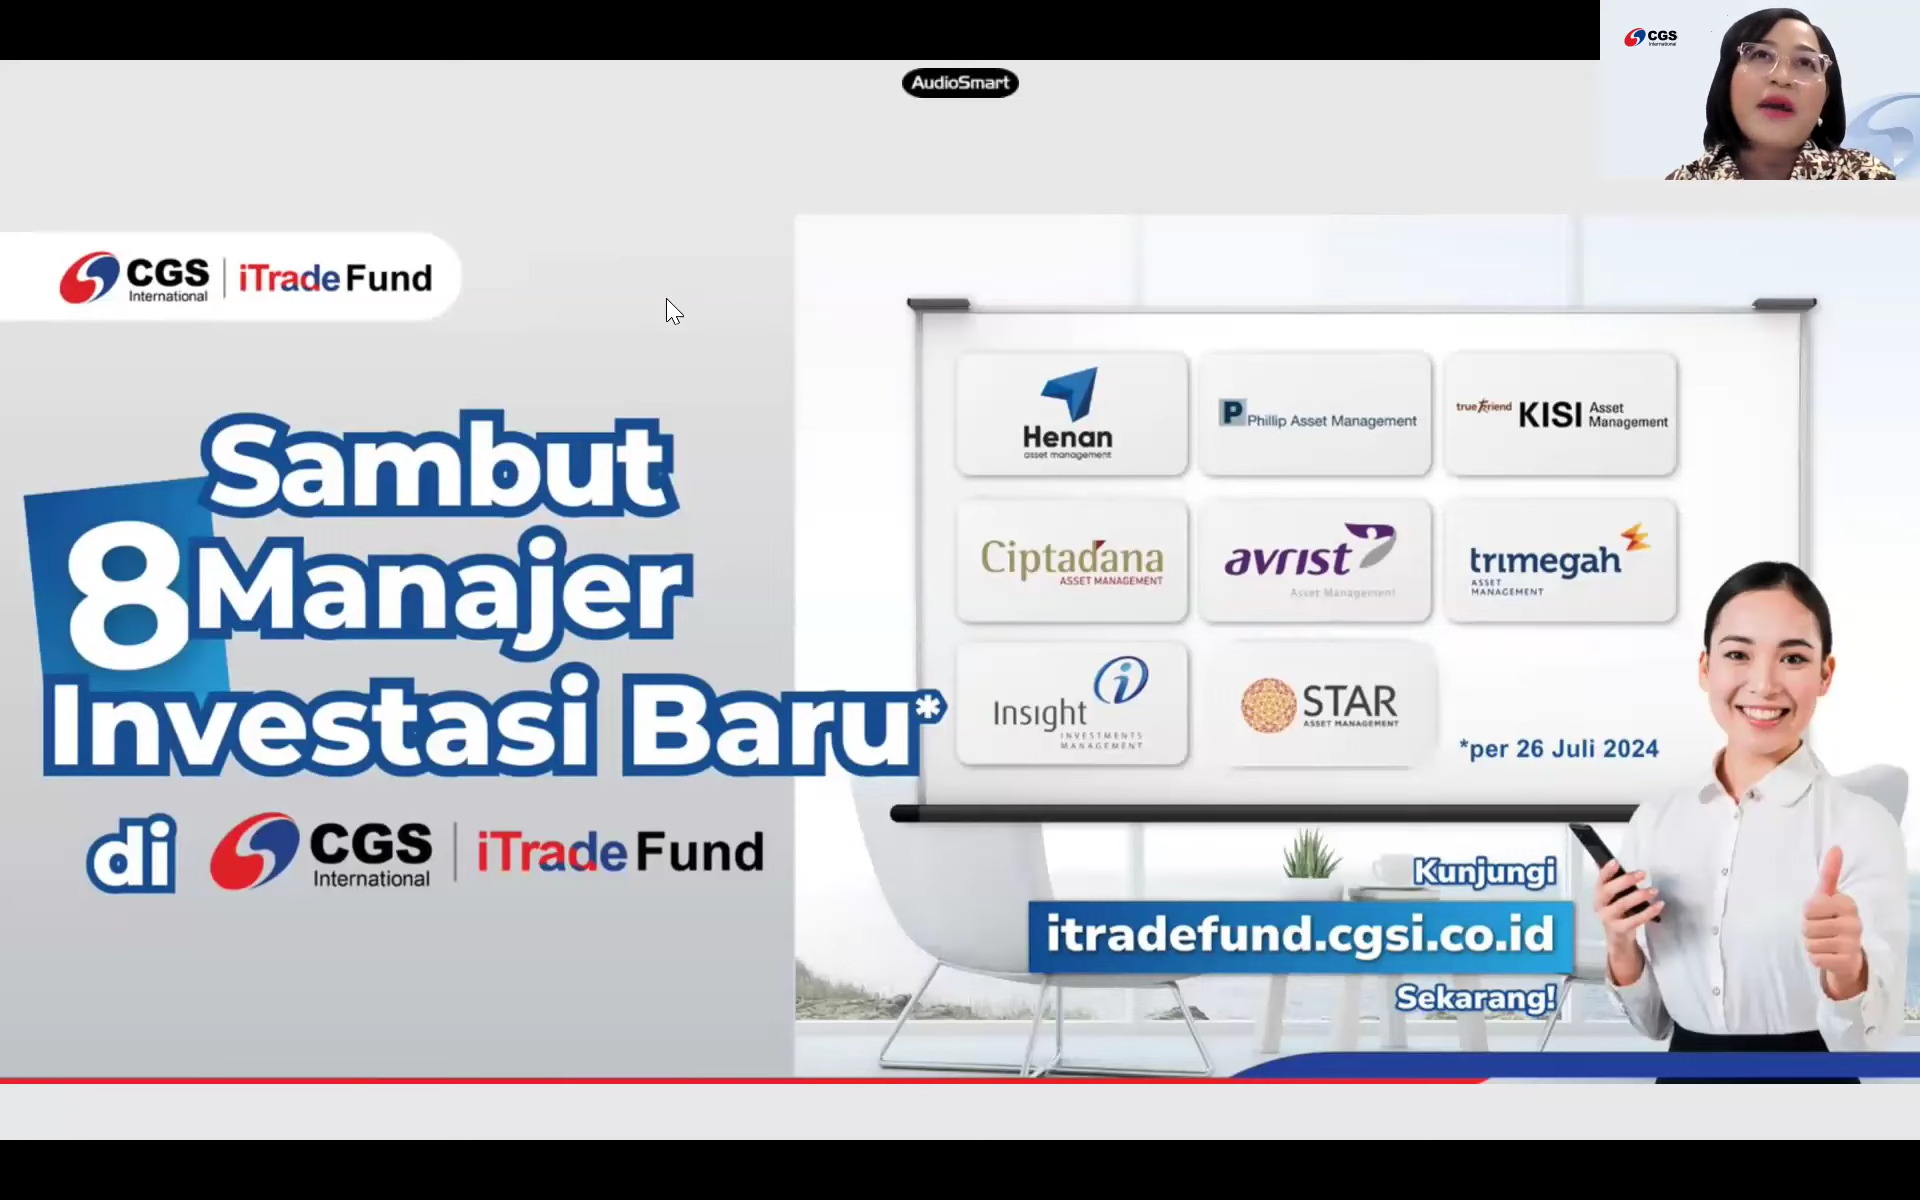 AudioSmart
CGS
International
CGS
International
iTrade Fund
Sambut
8 Manajer
Investasi Baru*
di
CGS
International
iTrade Fund
Henan
asset management
P Phillip Asset Management
true friend KISI Asset
Management
Ciptadana
ASSET MANAGEMENT
avrist
Asset Management
trimegah
ASSET
MANAGEMENT
Insight
INVESTMENTS
MANAGEMENT
STAR
ASSET MANAGEMENT
*per 26 Juli 2024
Kunjungi
itradefund.cgsi.co.id
Sekarang!